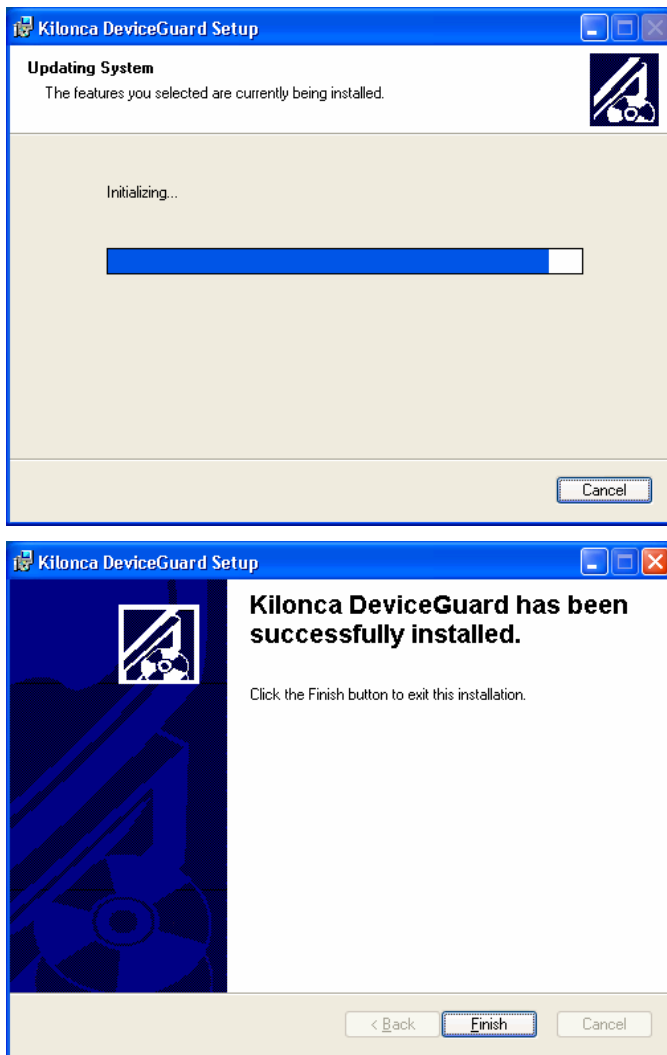 Kilonca DeviceGuard Setup
Updating System
The features you selected are currently being installed.
Initializing...
Cancel
Kilonca DeviceGuard Setup
Kilonca DeviceGuard has been
successfully installed.
Click the Finish button to exit this installation.
< Back Finish Cancel